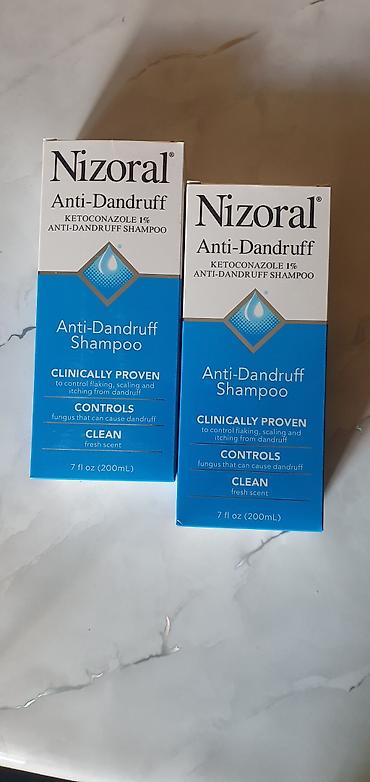 Nizoral®
Anti-Dandruff
KETOCONAZOLE 1%
ANTI-DANDRUFF SHAMPOO
Anti-Dandruff
Shampoo
CLINICALLY PROVEN
to control flaking, scaling and
itching from dandruff
CONTROLS
fungus that can cause dandruff
CLEAN
fresh scent
7 fl oz (200mL)
Nizoral®
Anti-Dandruff
KETOCONAZOLE 1%
ANTI-DANDRUFF SHAMPOO
Anti-Dandruff
Shampoo
CLINICALLY PROVEN
to control flaking, scaling and
itching from dandruff
CONTROLS
fungus that can cause dandruff
CLEAN
fresh scent
7 fl oz (200mL)